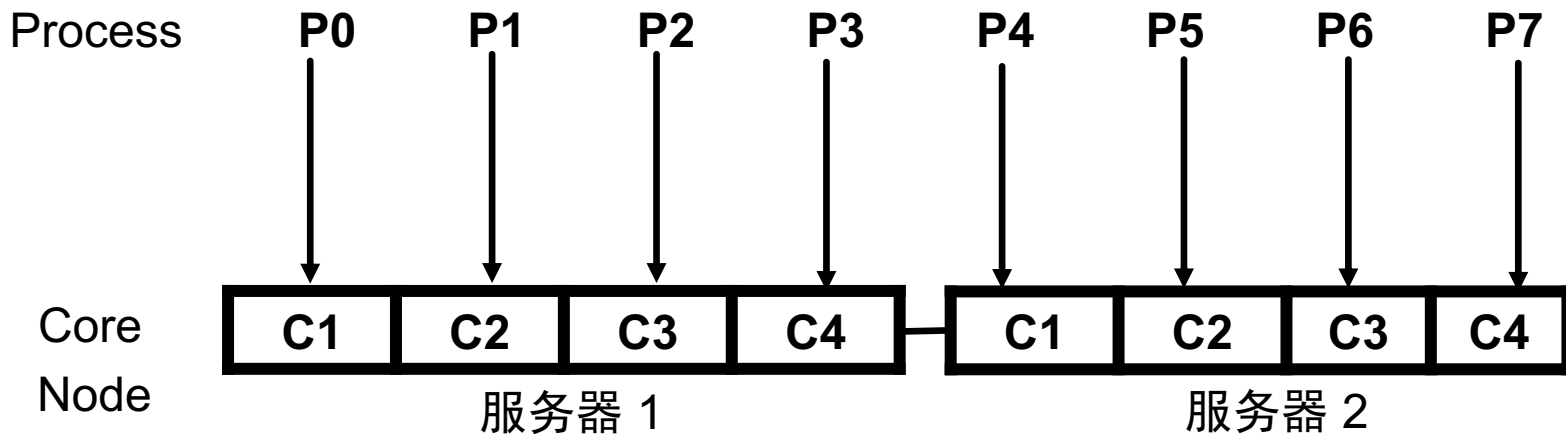 Process P0 P1 P2 P3 P4 P5 P6 P7
Core C1 C2 C3 C4 C1 C2 C3 C4
Node 服务器 1 服务器 2